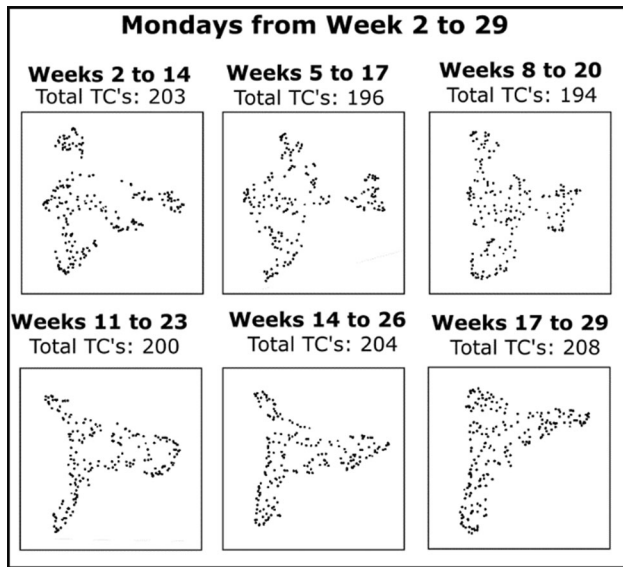 Mondays from Week 2 to 29
Weeks 2 to 14
Total TC's: 203
Weeks 5 to 17
Total TC's: 196
Weeks 8 to 20
Total TC's: 194
Weeks 11 to 23
Total TC's: 200
Weeks 14 to 26
Total TC's: 204
Weeks 17 to 29
Total TC's: 208